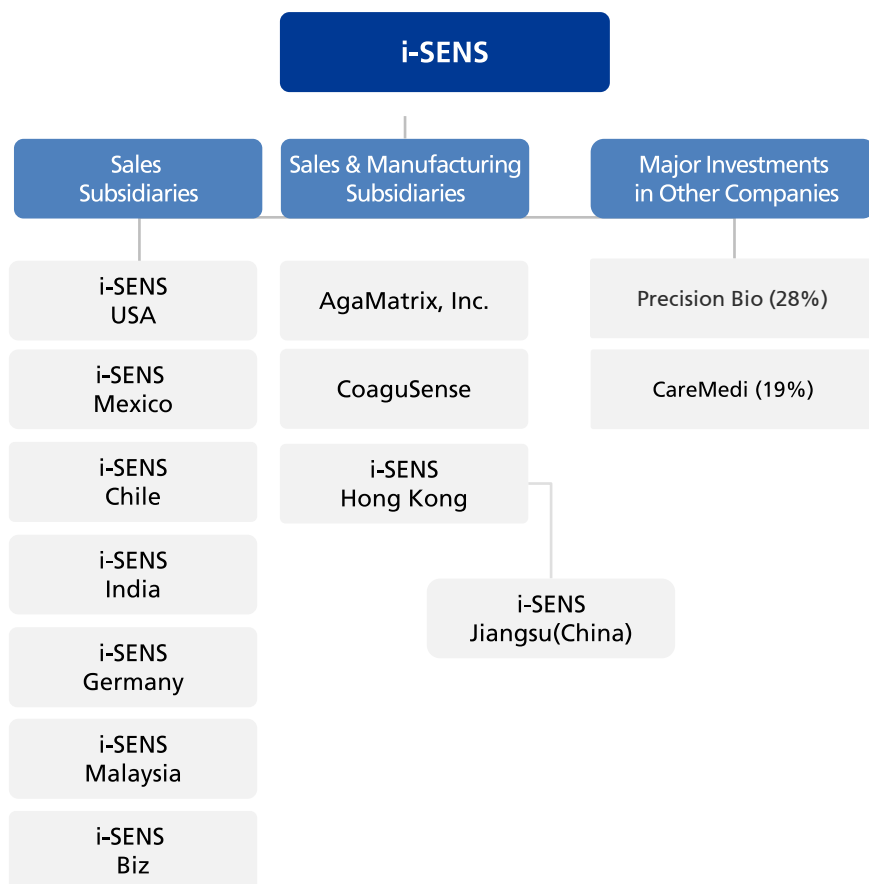 i-SENS
Sales
Subsidiaries
Sales & Manufacturing
Subsidiaries
Major Investments
in Other Companies
i-SENS
USA
i-SENS
Mexico
i-SENS
Chile
i-SENS
India
i-SENS
Germany
i-SENS
Malaysia
i-SENS
Biz
AgaMatrix, Inc.
CoaguSense
i-SENS
Hong Kong
i-SENS
Jiangsu(China)
Precision Bio (28%)
CareMedi (19%)